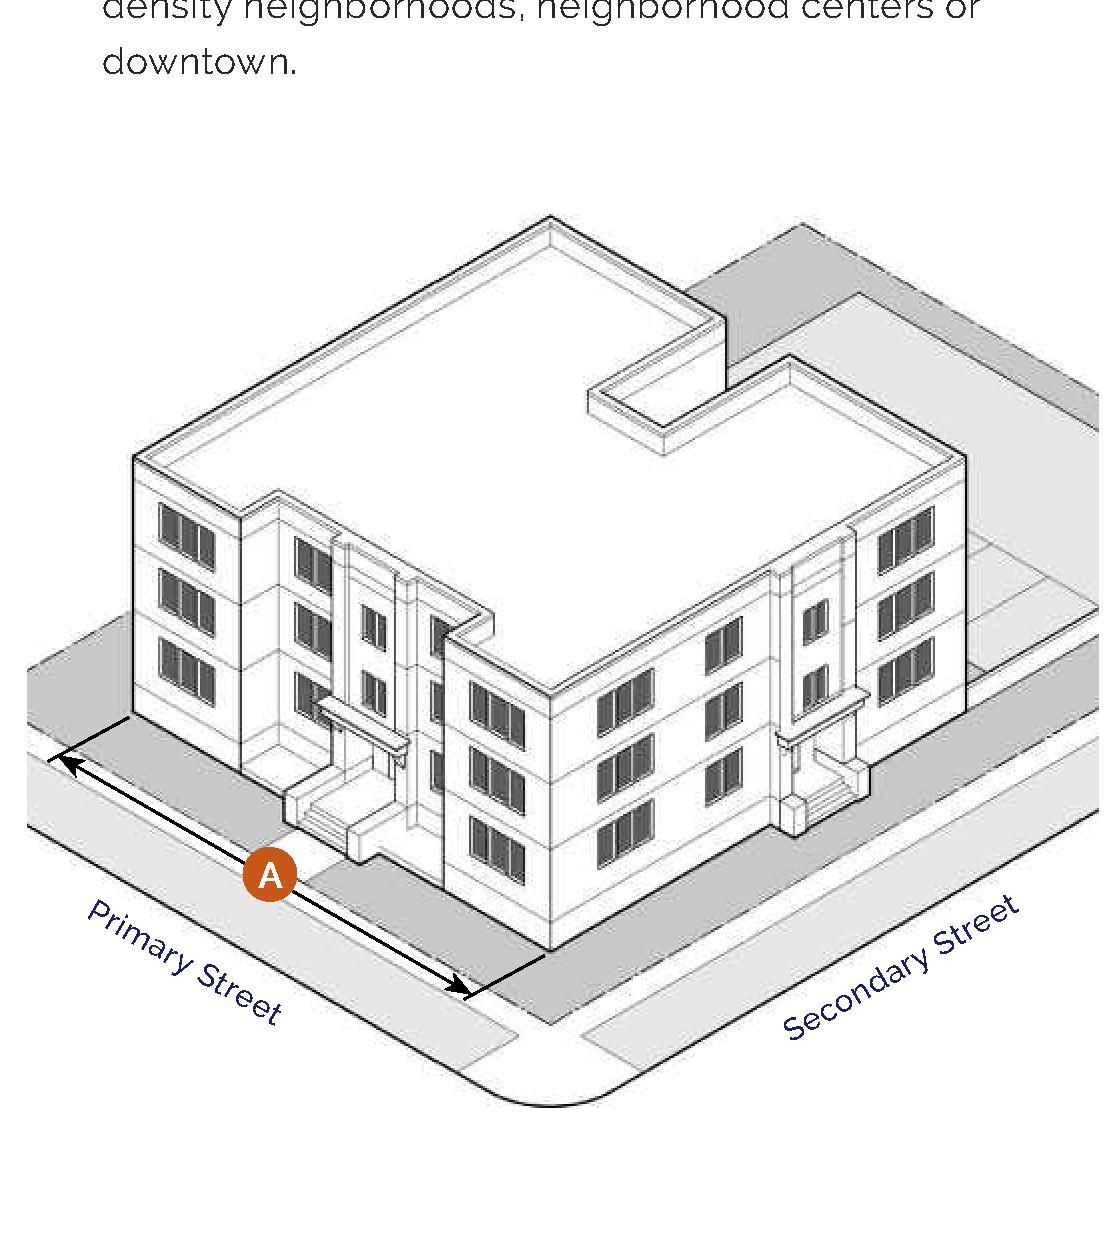 density neighborhoods, neighborhood centers or
downtown.
A
Primary Street
Secondary Street